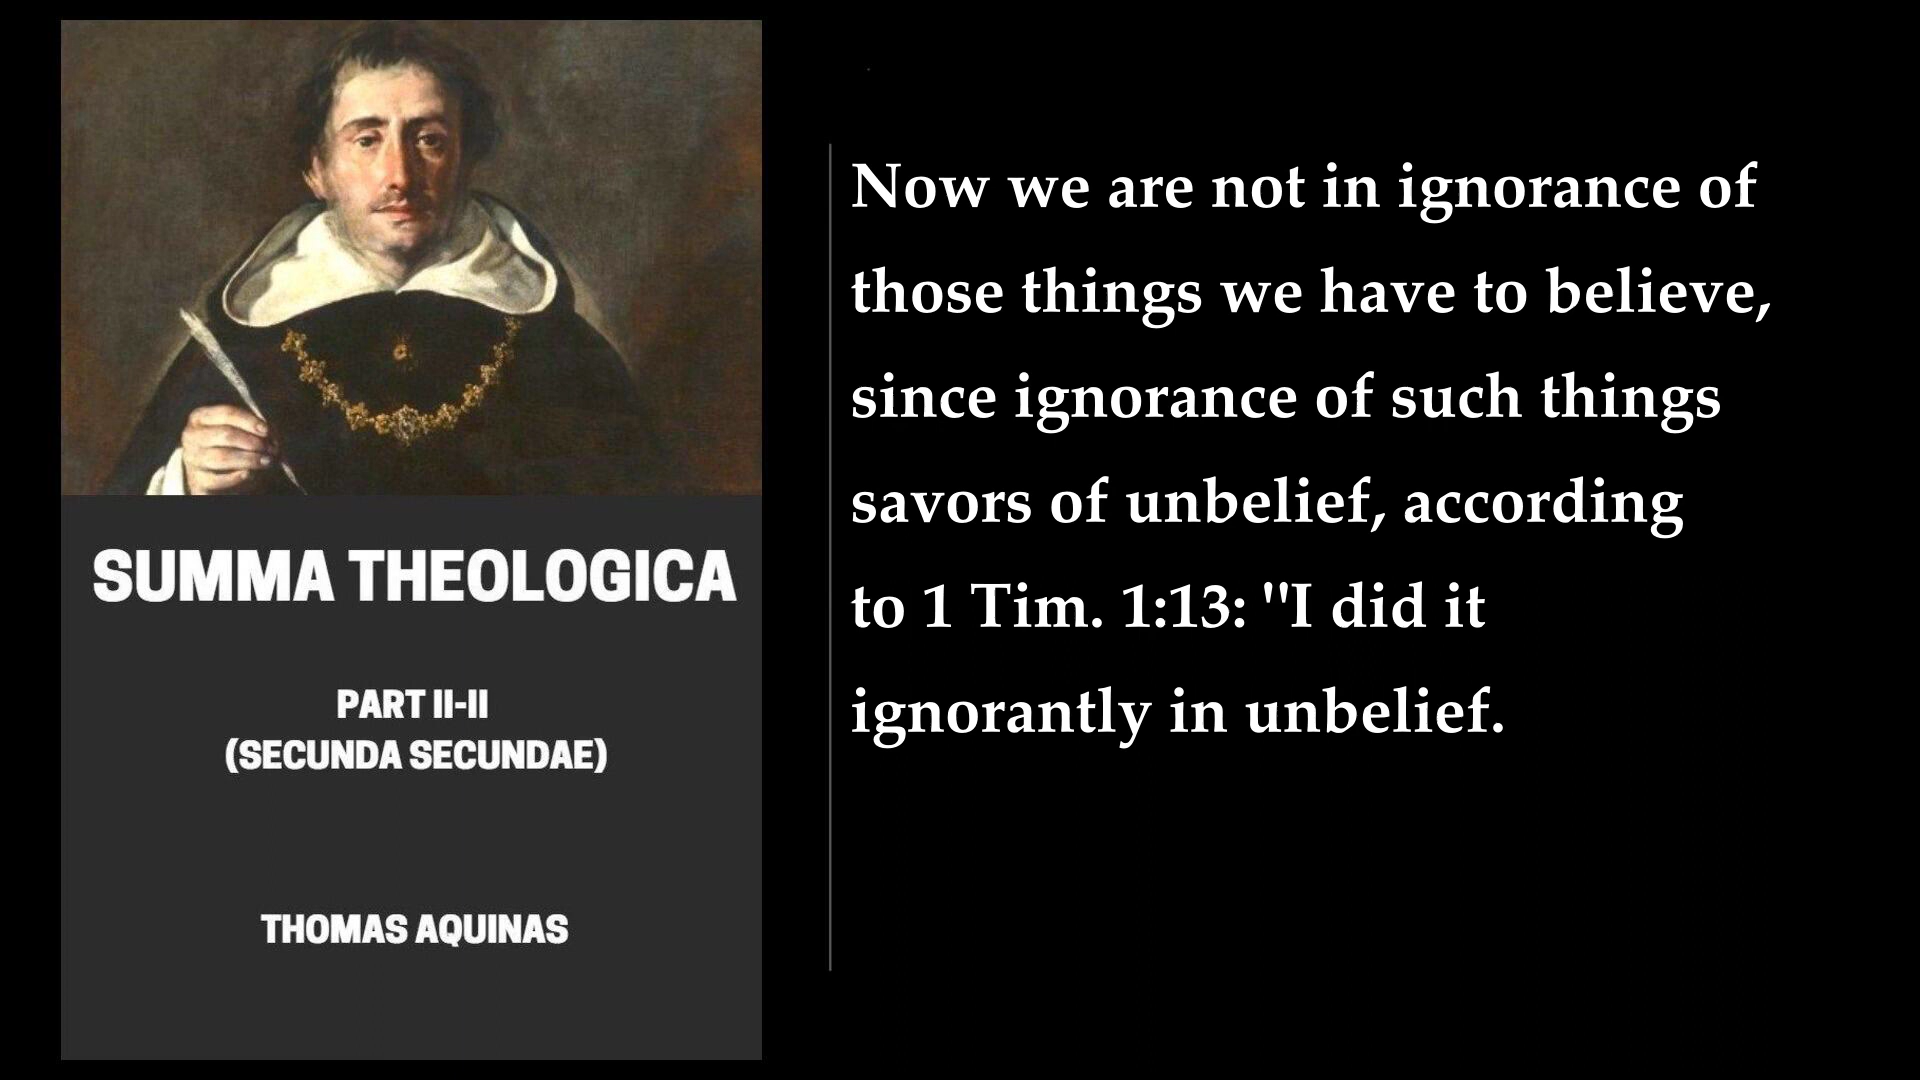 SUMMA THEOLOGICA
PART II-II
(SECUNDA SECUNDAE)
THOMAS AQUINAS
Now we are not in ignorance of
those things we have to believe,
since ignorance of such things
savors of unbelief, according
to 1 Tim. 1:13: "I did it
ignorantly in unbelief.